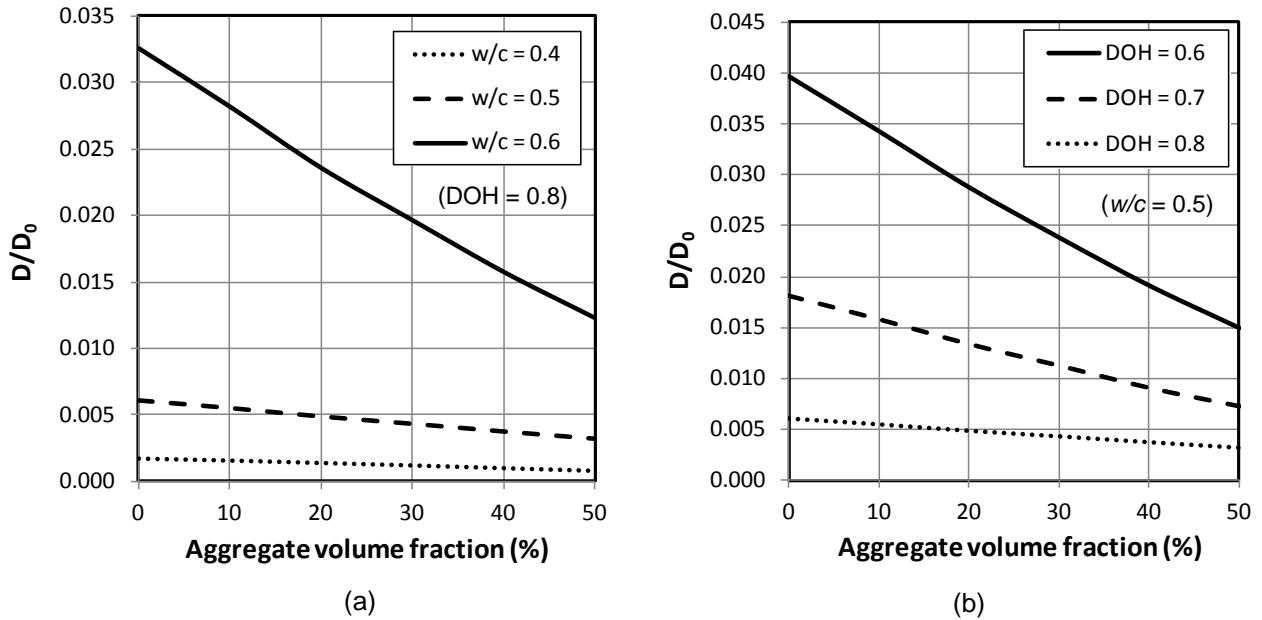 0.035
0.030
0.025
0.020
0.015
0.010
0.005
0.000
D/D₀
w/c = 0.4
w/c = 0.5
w/c = 0.6
(DOH = 0.8)
0 10 20 30 40 50
Aggregate volume fraction (%)
(a)
0.045
0.040
0.035
0.030
0.025
0.020
0.015
0.010
0.005
0.000
D/D₀
DOH = 0.6
DOH = 0.7
DOH = 0.8
(w/c = 0.5)
0 10 20 30 40 50
Aggregate volume fraction (%)
(b)